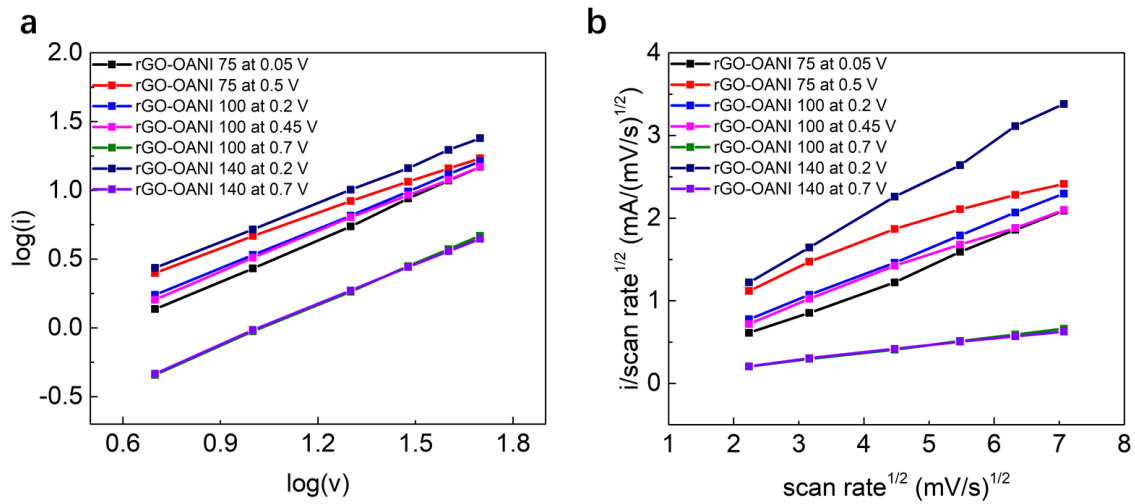 a
2.0
1.5
1.0
0.5
0.0
-0.5
log(i)
rGO-OANI 75 at 0.05 V
rGO-OANI 75 at 0.5 V
rGO-OANI 100 at 0.2 V
rGO-OANI 100 at 0.45 V
rGO-OANI 100 at 0.7 V
rGO-OANI 140 at 0.2 V
rGO-OANI 140 at 0.7 V
0.6 0.9 1.2 1.5 1.8
log(v)
b
4
3
2
1
0
i/scan rate^1/2 (mA/(mV/s)^1/2)
rGO-OANI 75 at 0.05 V
rGO-OANI 75 at 0.5 V
rGO-OANI 100 at 0.2 V
rGO-OANI 100 at 0.45 V
rGO-OANI 100 at 0.7 V
rGO-OANI 140 at 0.2 V
rGO-OANI 140 at 0.7 V
1 2 3 4 5 6 7 8
scan rate^1/2 (mV/s)^1/2